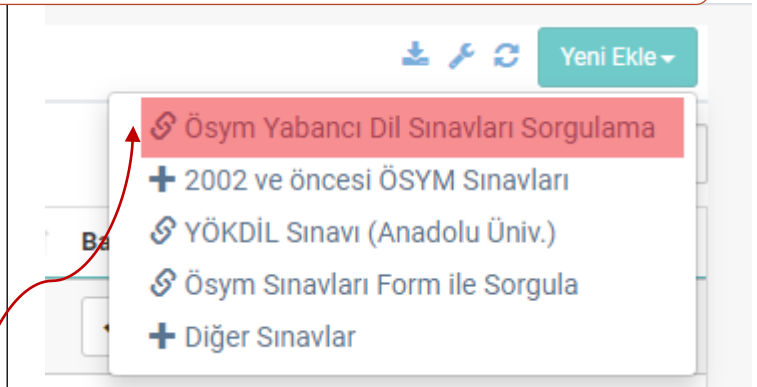 Yeni Ekle
Ösym Yabancı Dil Sınavları Sorgulama
2002 ve öncesi ÖSYM Sınavları
YÖKDİL Sınavı (Anadolu Üniv.)
Ösym Sınavları Form ile Sorgula
Diğer Sınavlar